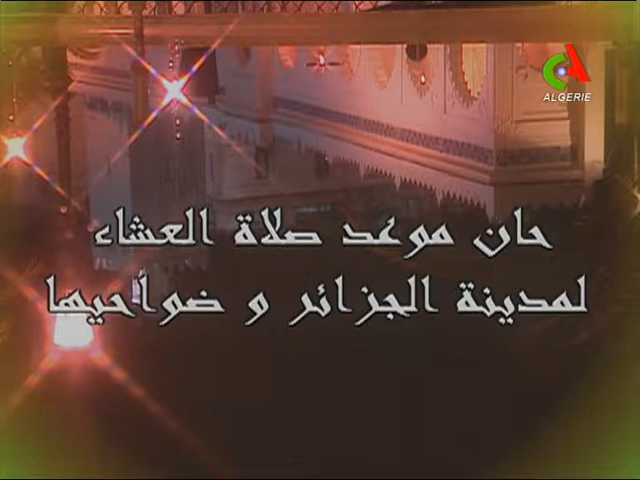 ALGERIE
حان موعد صلاة العشاء
لمدينة الجزائر و ضواحيها